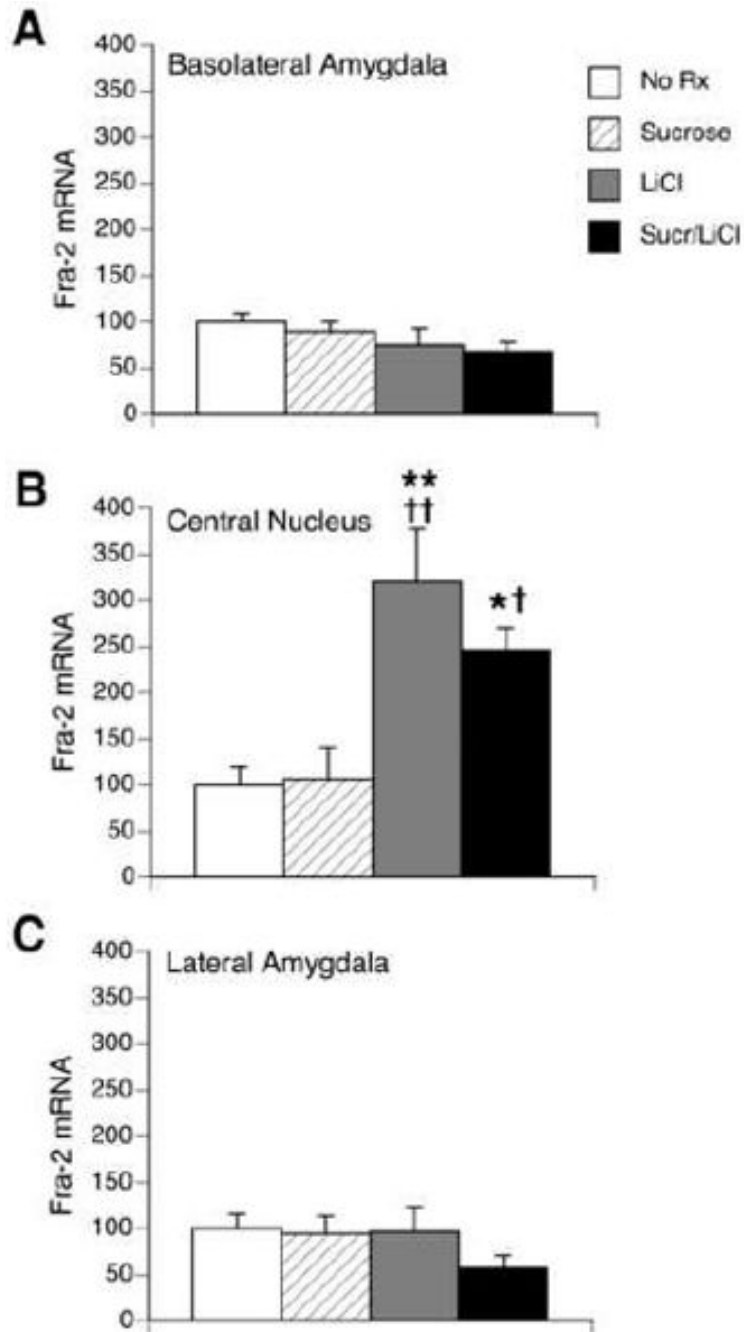 A
Basolateral Amygdala
No Rx
Sucrose
LiCl
Sucr/LiCl
Fra-2 mRNA
400
350
300
250
200
150
100
50
0
B
Central Nucleus
**
††
*†
Fra-2 mRNA
400
350
300
250
200
150
100
50
0
C
Lateral Amygdala
Fra-2 mRNA
400
350
300
250
200
150
100
50
0